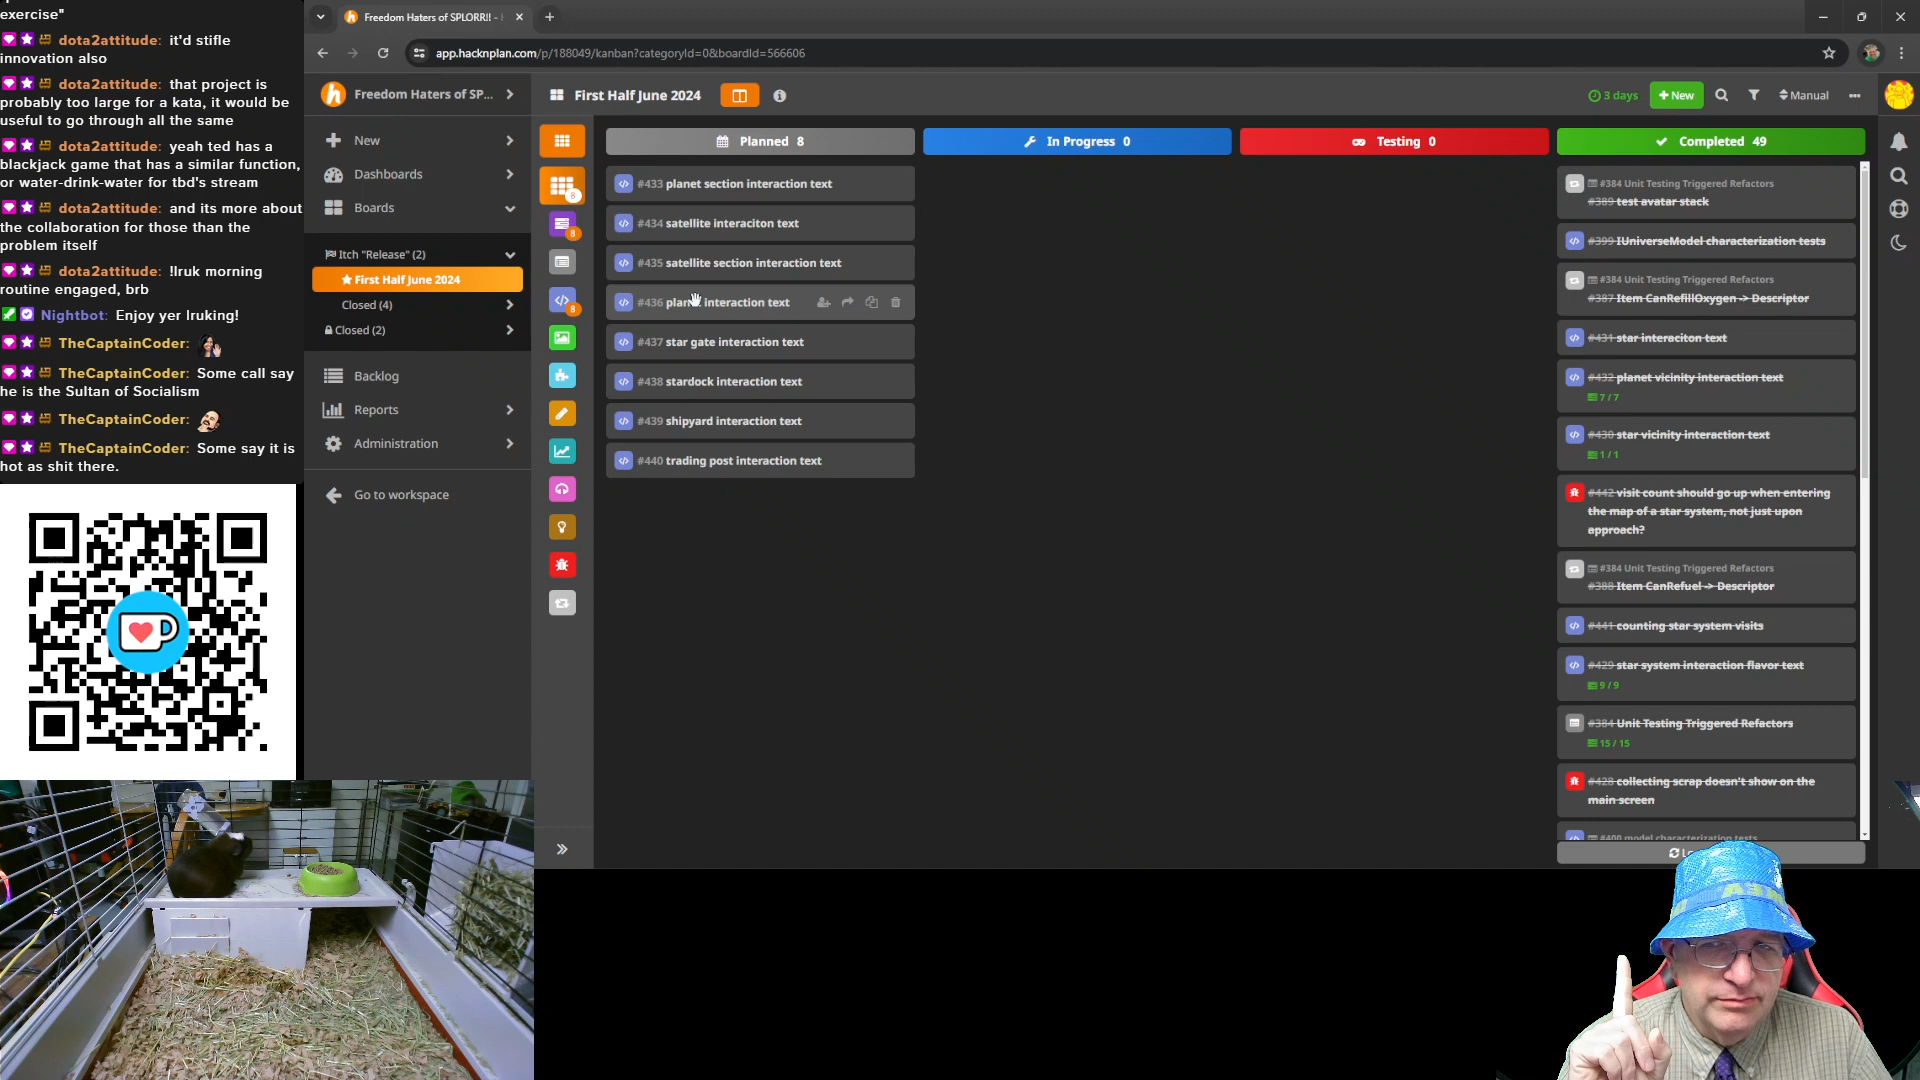 exercise"
dota2attitude: it'd stifle
innovation also
dota2attitude: that project is
probably too large for a kata, it would be
useful to go through all the same
dota2attitude: yeah ted has a
blackjack game that has a similar function,
or water-drink-water for tbd's stream
dota2attitude: and its more about
the collaboration for those than the
problem itself
dota2attitude: !lruk morning
routine engaged, brb
Nightbot: Enjoy yer lruking!
TheCaptainCoder:
TheCaptainCoder: Some call say
he is the Sultan of Socialism
TheCaptainCoder:
TheCaptainCoder: Some say it is
hot as shit there.
Freedom Haters of SPLORR!! -
app.hacknplan.com/p/188049/kanban?categoryId=0&boardId=566606
Freedom Haters of SP...
New
Dashboards
Boards
Itch "Release" (2)
First Half June 2024
Closed (4)
Closed (2)
Backlog
Reports
Administration
Go to workspace
First Half June 2024
3 days
New
Manual
8
8
8
Planned 8
#433 planet section interaction text
#434 satellite interaciton text
#435 satellite section interaction text
#436 planet interaction text
#437 star gate interaction text
#438 stardock interaction text
#439 shipyard interaction text
#440 trading post interaction text
In Progress 0
Testing 0
Completed 49
#384 Unit Testing Triggered Refactors
#389 test avatar stack
#399 IUniverseModel characterization tests
#384 Unit Testing Triggered Refactors
#387 Item CanRefillOxygen -> Descriptor
#431 star interaciton text
#432 planet vicinity interaction text
7 / 7
#430 star vicinity interaction text
1 / 1
#442 visit count should go up when entering
the map of a star system, not just upon
approach?
#384 Unit Testing Triggered Refactors
#388 Item CanRefuel -> Descriptor
#441 counting star system visits
#429 star system interaction flavor text
9 / 9
#384 Unit Testing Triggered Refactors
15 / 15
#428 collecting scrap doesn't show on the
main screen
#400 model characterization tests